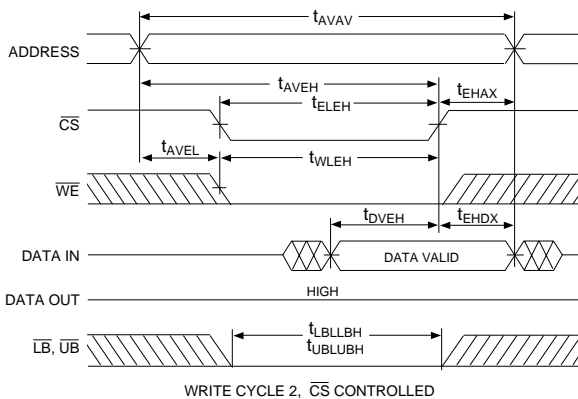 tAVAV
ADDRESS
tAVEH
tELEH
tEHAX
CS
tAVEL
tWLEH
WE
tDVEH
tEHDX
DATA IN
DATA VALID
DATA OUT
HIGH
LB, UB
tLBLLBH
tUBLUBH
WRITE CYCLE 2, CS CONTROLLED